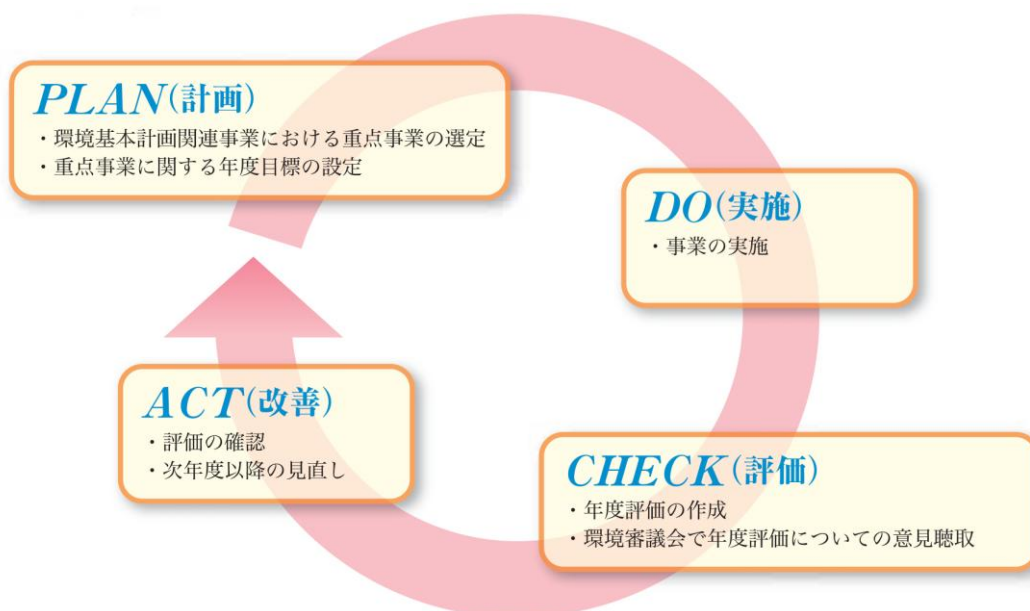 PLAN(計画)
・環境基本計画関連事業における重点事業の選定
・重点事業に関する年度目標の設定
DO(実施)
・事業の実施
CHECK(評価)
・年度評価の作成
・環境審議会で年度評価についての意見聴取
ACT(改善)
・評価の確認
・次年度以降の見直し